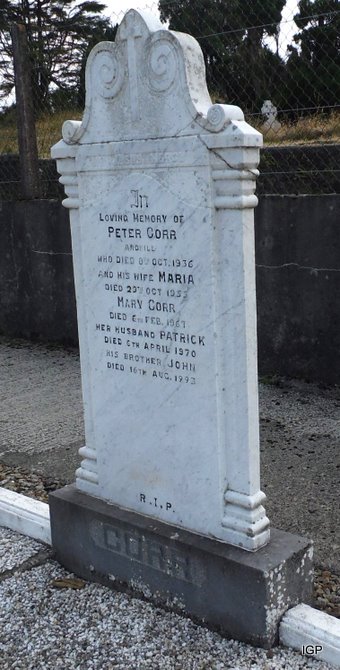 In
LOVING MEMORY OF
PETER CORR
ARDHILL
WHO DIED 8TH OCT. 1936
AND HIS WIFE MARIA
DIED 29TH OCT 1953
MARY CORR
DIED 6TH FEB. 1967
HER HUSBAND PATRICK
DIED 6TH APRIL 1970
HIS BROTHER JOHN
DIED 16TH AUG. 1993
R.I.P.
CORR
IGP